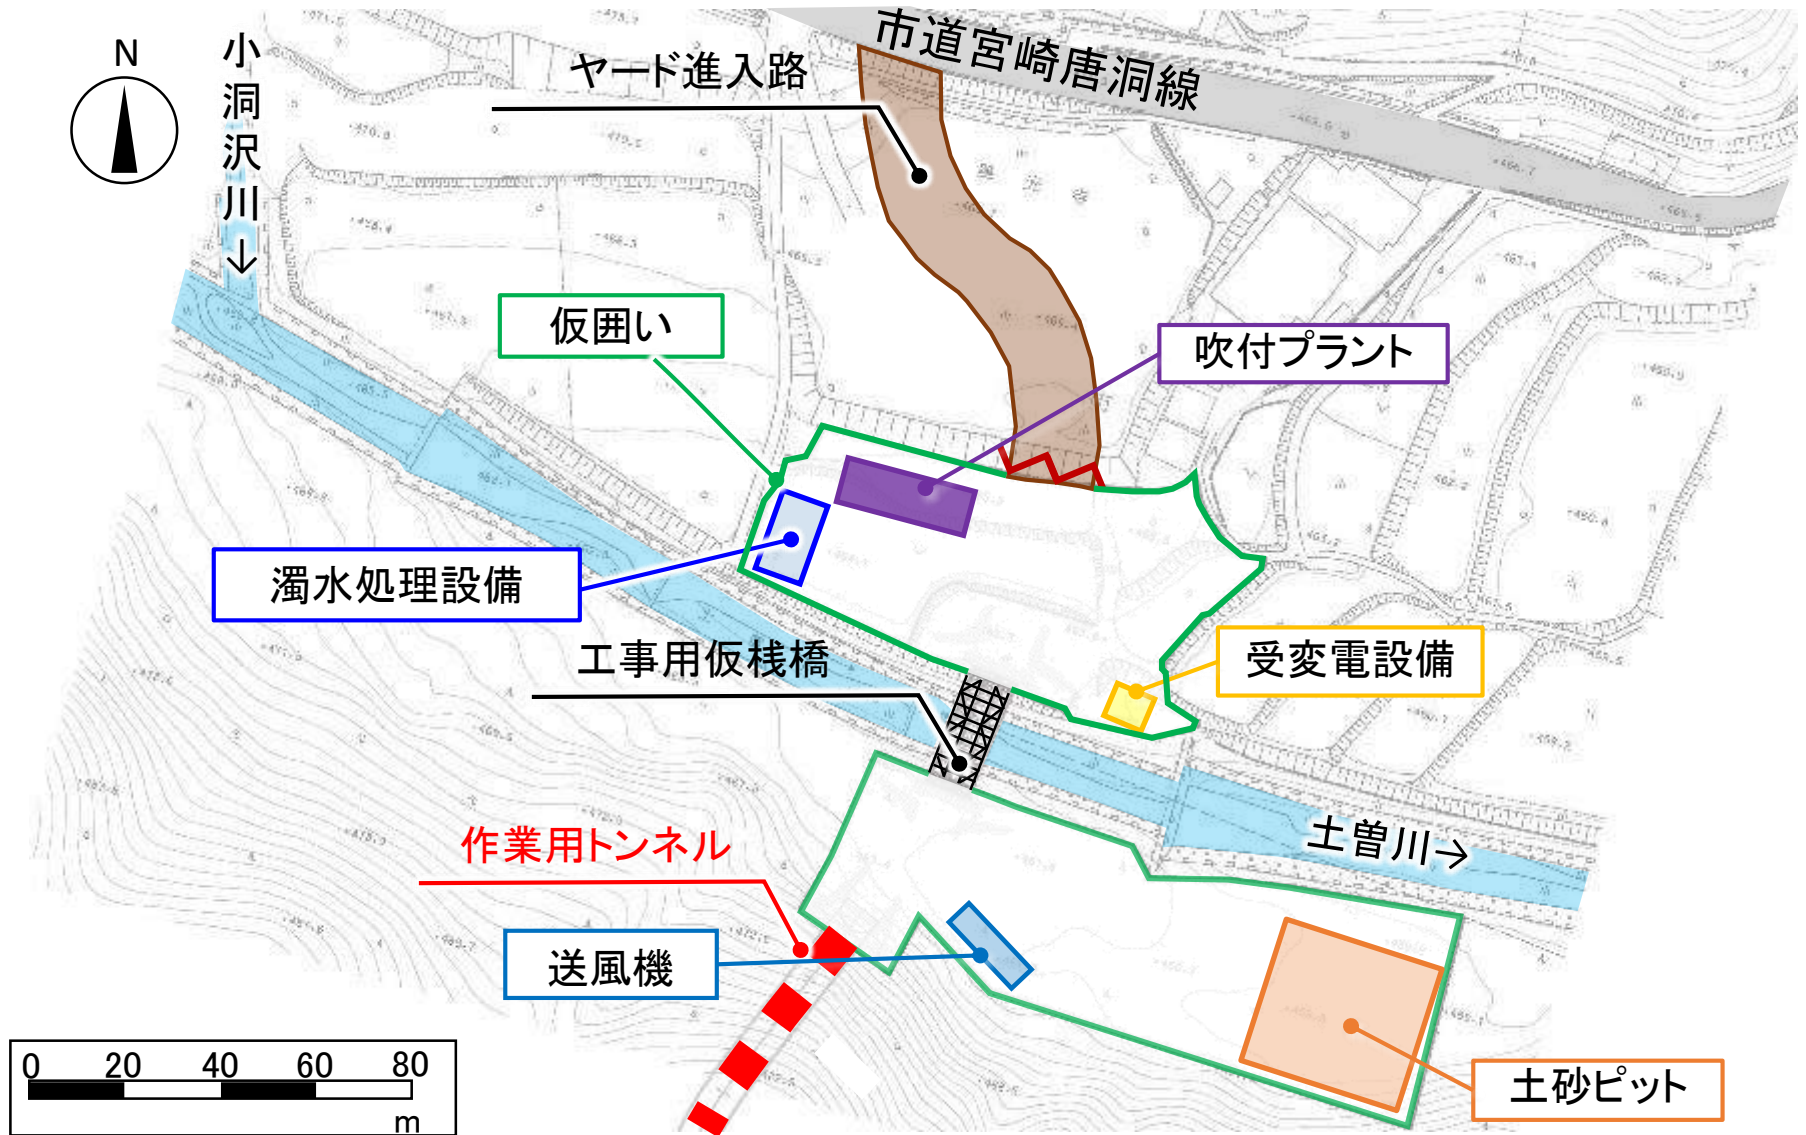 市道宮崎唐洞線
N
小洞沢川↓
ヤード進入路
仮囲い
吹付プラント
濁水処理設備
工事用仮桟橋
受変電設備
土曽川→
作業用トンネル
送風機
土砂ピット
0 20 40 60 80
m